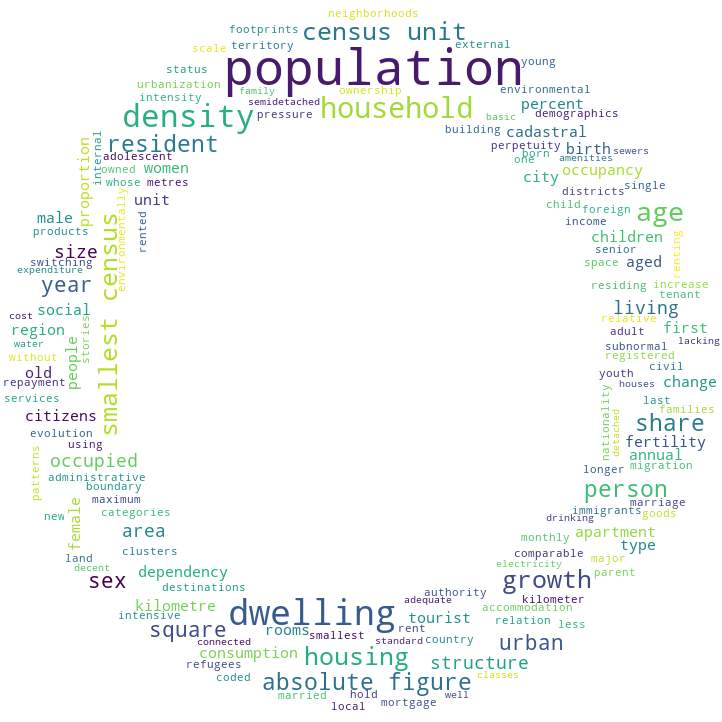 neighborhoods
footprints
census unit
scale
territory
external
population
young
status
urbanization
family
ownership
environmental
intensity
semidetached
household
percent
density
pressure
basic
demographics
building
cadastral
resident
perpetuity
birth
sewers
internal
adolescent
born
one
amenities
owned
women
city
occupancy
proportion
whose
metres
districts
single
environmentally
unit
child
foreign
age
male
rented
income
products
children
renting
size
senior
switching
space
aged
expenditure
smallest census
year
residing
increase
tenant
social
living
cost
relative
region
stories
adult
first
water
subnormal
lacking
without
people
registered
old
civil
repayment
youth
houses
change
services
last
nationality
detached
families
citizens
share
evolution
fertility
using
annual
occupied
migration
patterns
longer
administrative
boundary
person
maximum
marriage
female
categories
immigrants
goods
new
drinking
area
apartment
clusters
monthly
type
land
comparable
major
decent
dependency
electricity
parent
sex
growth
destinations
authority
adequate
kilometer
kilometre
dwelling
accommodation
intensive
tourist
relation
less
square
rooms
smallest
rent
connected
standard
country
urban
consumption
housing
structure
refugees
coded
absolute figure
well
classes
married
hold
mortgage
local